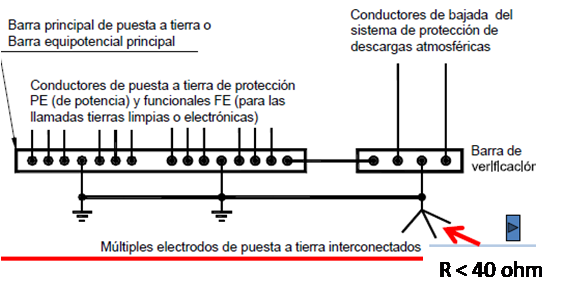 Barra principal de puesta a tierra o
Barra equipotencial principal
Conductores de bajada del
sistema de protección de
descargas atmosféricas
Conductores de puesta a tierra de protección
PE (de potencia) y funcionales FE (para las
llamadas tierras limpias o electrónicas)
Barra de
verificación
Múltiples electrodos de puesta a tierra interconectados
R < 40 ohm